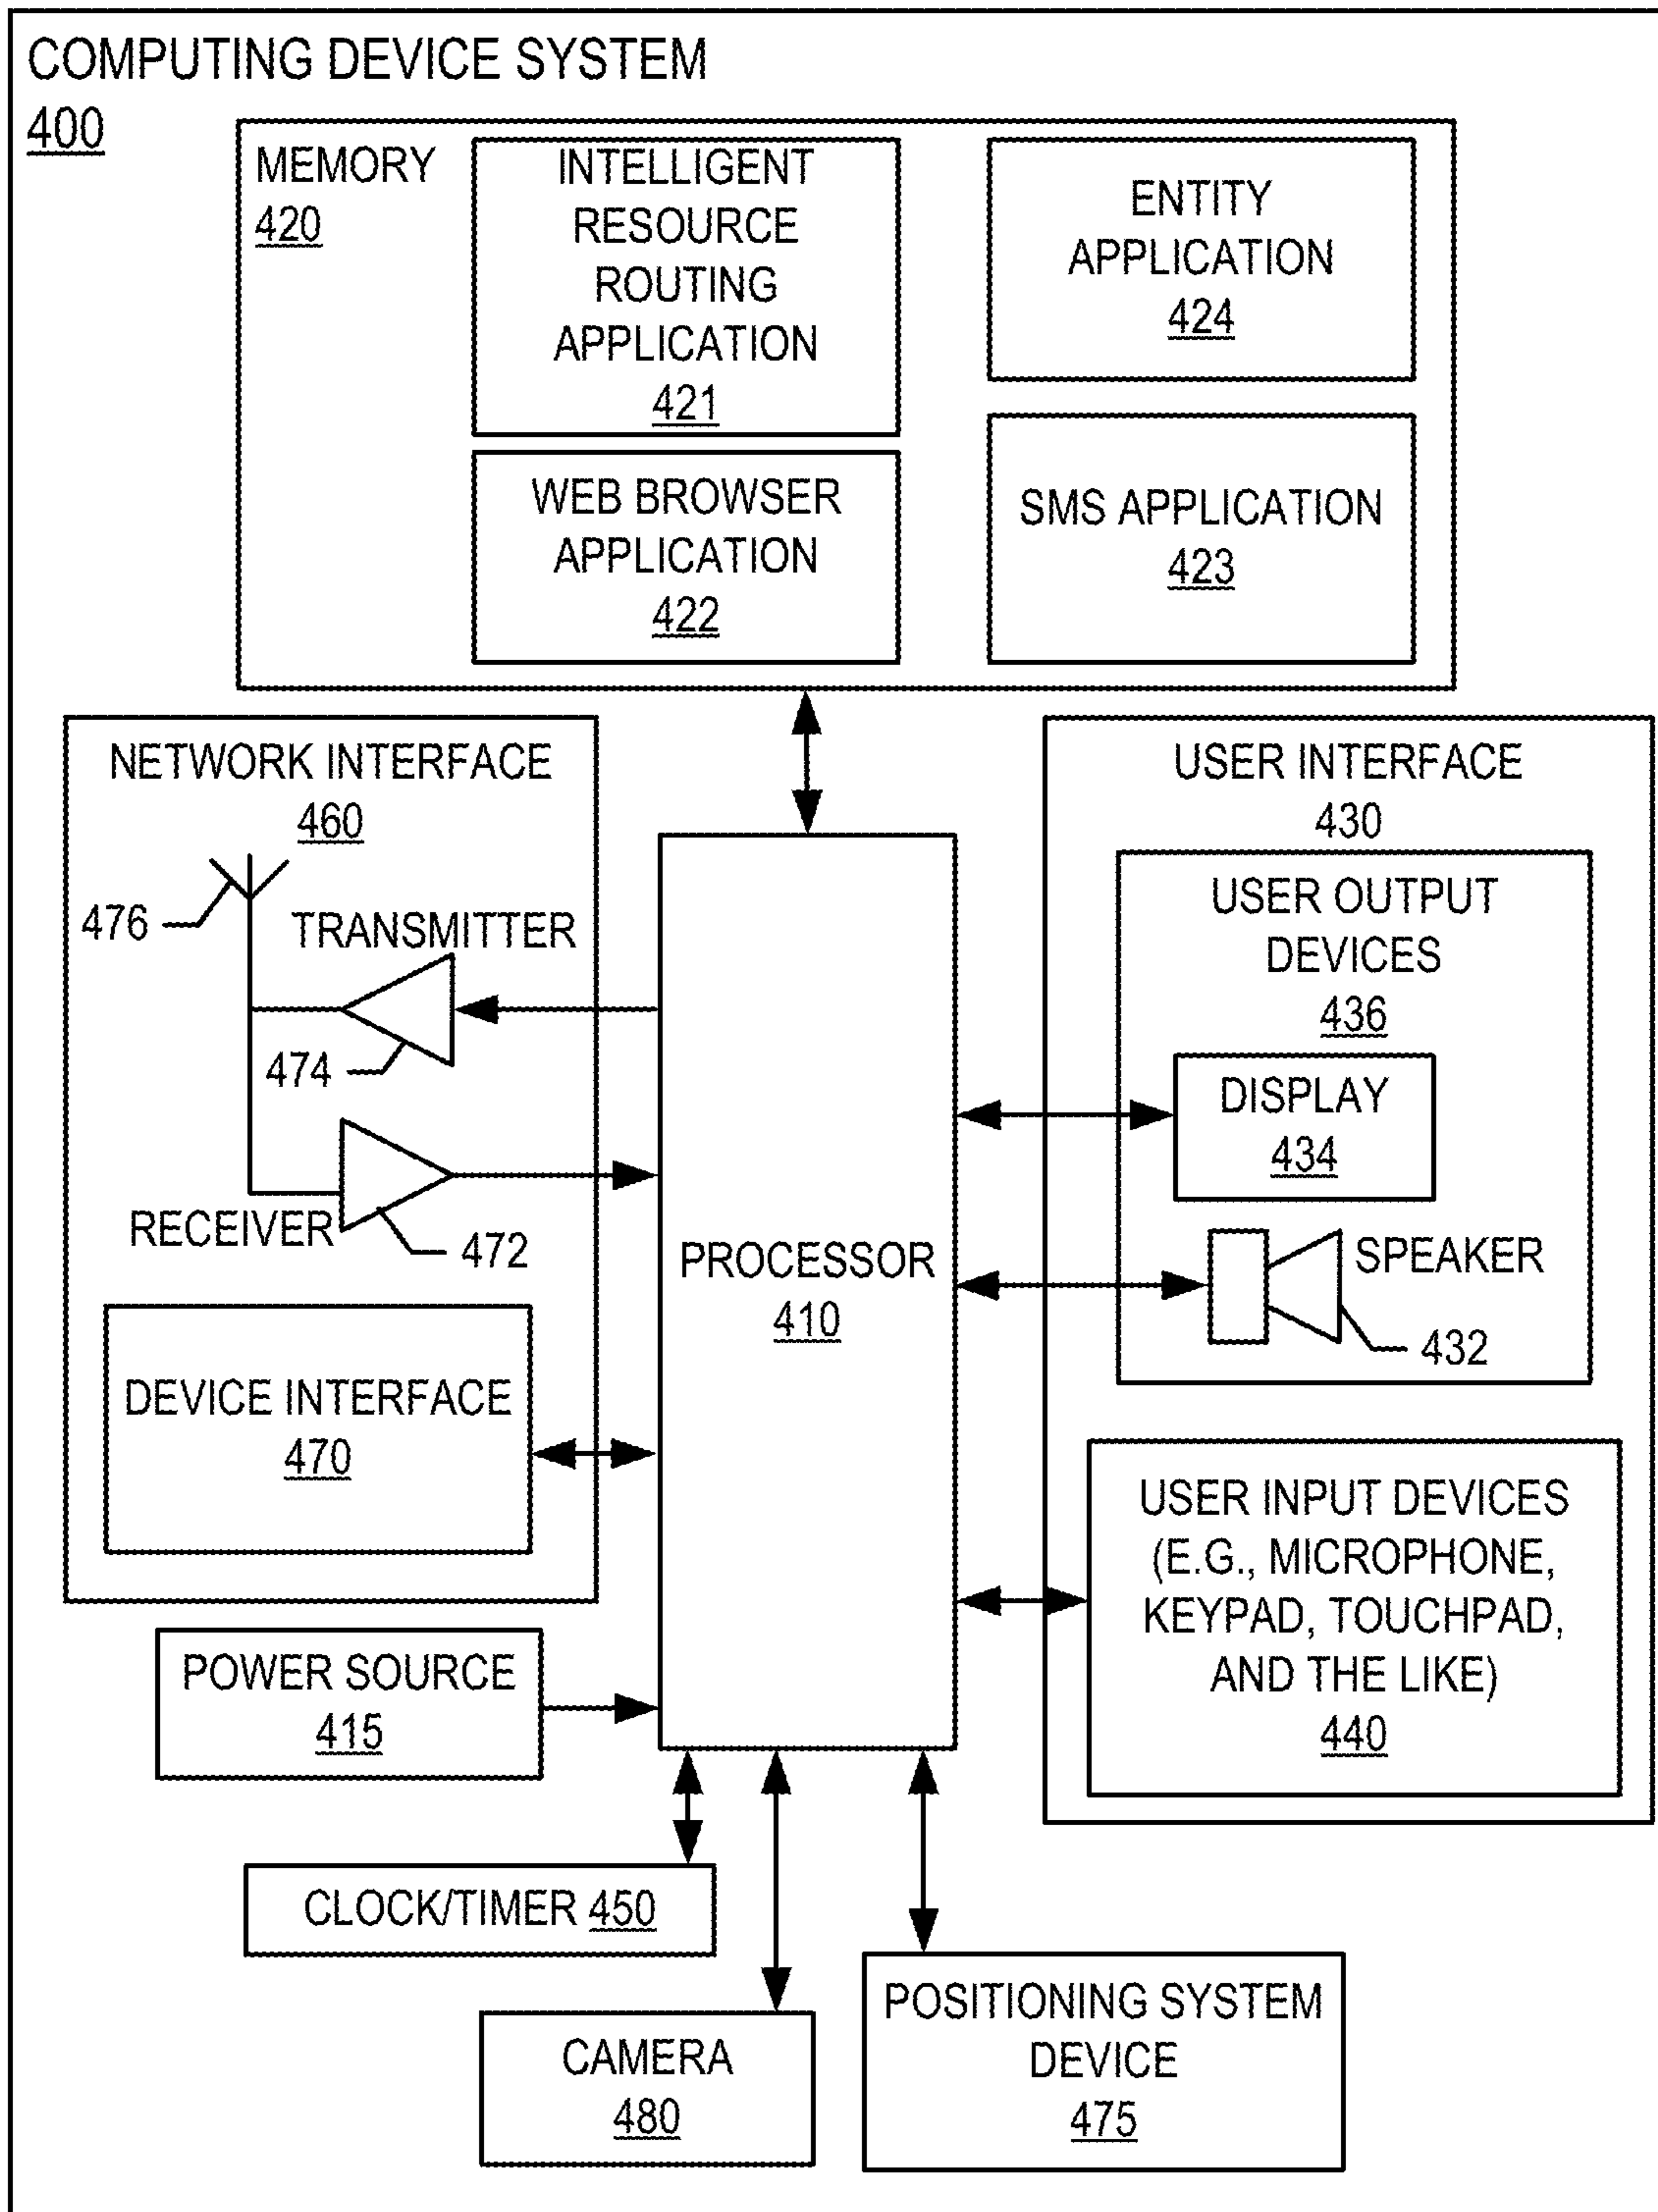 COMPUTING DEVICE SYSTEM
400
MEMORY
420
INTELLIGENT
RESOURCE
ROUTING
APPLICATION
421
ENTITY
APPLICATION
424
WEB BROWSER
APPLICATION
422
SMS APPLICATION
423
NETWORK INTERFACE
460
476
TRANSMITTER
474
RECEIVER
472
DEVICE INTERFACE
470
PROCESSOR
410
USER INTERFACE
430
USER OUTPUT
DEVICES
436
DISPLAY
434
SPEAKER
432
USER INPUT DEVICES
(E.G., MICROPHONE,
KEYPAD, TOUCHPAD,
AND THE LIKE)
440
POWER SOURCE
415
CLOCK/TIMER 450
CAMERA
480
POSITIONING SYSTEM
DEVICE
475